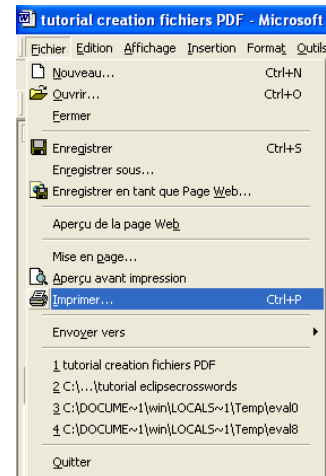 tutorial creation fichiers PDF - Microsoft
Fichier Edition Affichage Insertion Format Outils
Nouveau... Ctrl+N
Ouvrir... Ctrl+O
Fermer
Enregistrer Ctrl+S
Enregistrer sous...
Enregistrer en tant que Page Web...
Aperçu de la page Web
Mise en page...
Aperçu avant impression
Imprimer... Ctrl+P
Envoyer vers
1 tutorial creation fichiers PDF
2 C:\...\tutorial eclipsecrosswords
3 C:\DOCUME~1\win\LOCALS~1\Temp\eval0
4 C:\DOCUME~1\win\LOCALS~1\Temp\eval8
Quitter